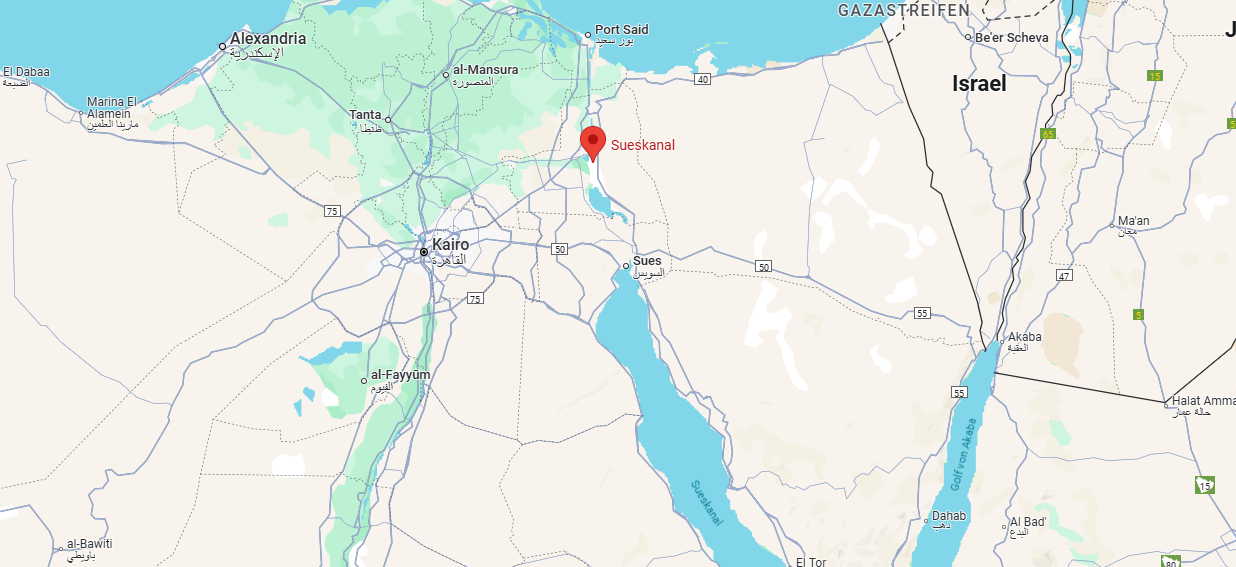 GAZASTREIFEN
J
Alexandria
الإسكندرية
Port Said
بور سعيد
Be'er Scheva
El Dabaa
الضبعة
al-Mansura
المنصورة
40
15
Israel
Marina El
Alamein
مارينا العلمين
Tanta
طنطا
5
65
Sueskanal
75
Ma'an
معان
Kairo
القاهرة
50
Sues
السويس
50
47
75
55
5
Akaba
العقبة
al-Fayyūm
الفيوم
55
Halat Amma
حالة عمار
Golf von Akaba
Sueskanal
15
Dahab
دهب
Al Bad'
البدع
al-Bawiti
باويطي
El Tor
80